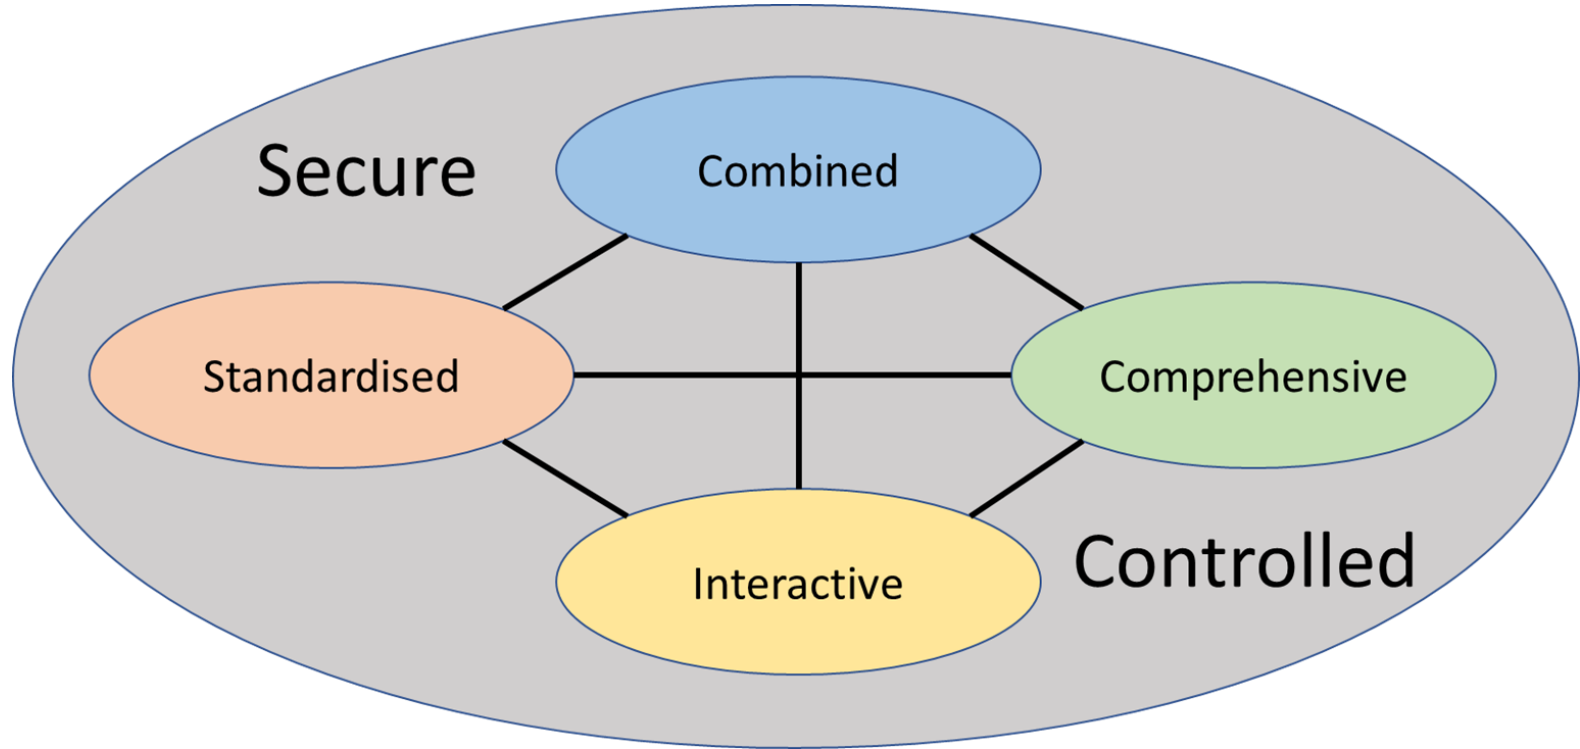 Secure
Combined
Standardised
Comprehensive
Interactive
Controlled